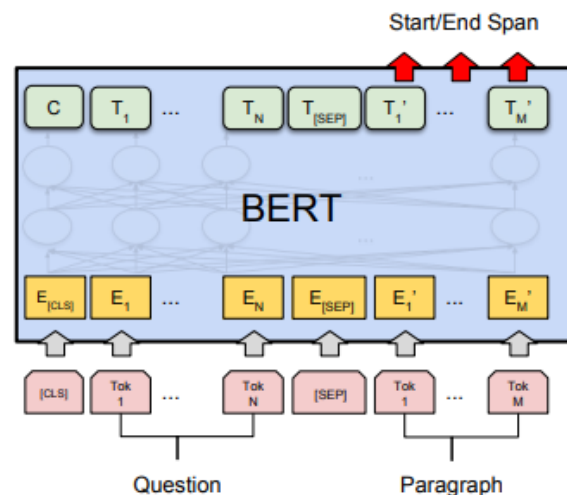 Start/End Span
C T1 ... TN T[SEP] T1' ... TM'
...
BERT
...
E[CLS] E1 ... EN E[SEP] E1' ... EM'
[CLS] Tok 1 ... Tok N [SEP] Tok 1 ... Tok M
Question Paragraph